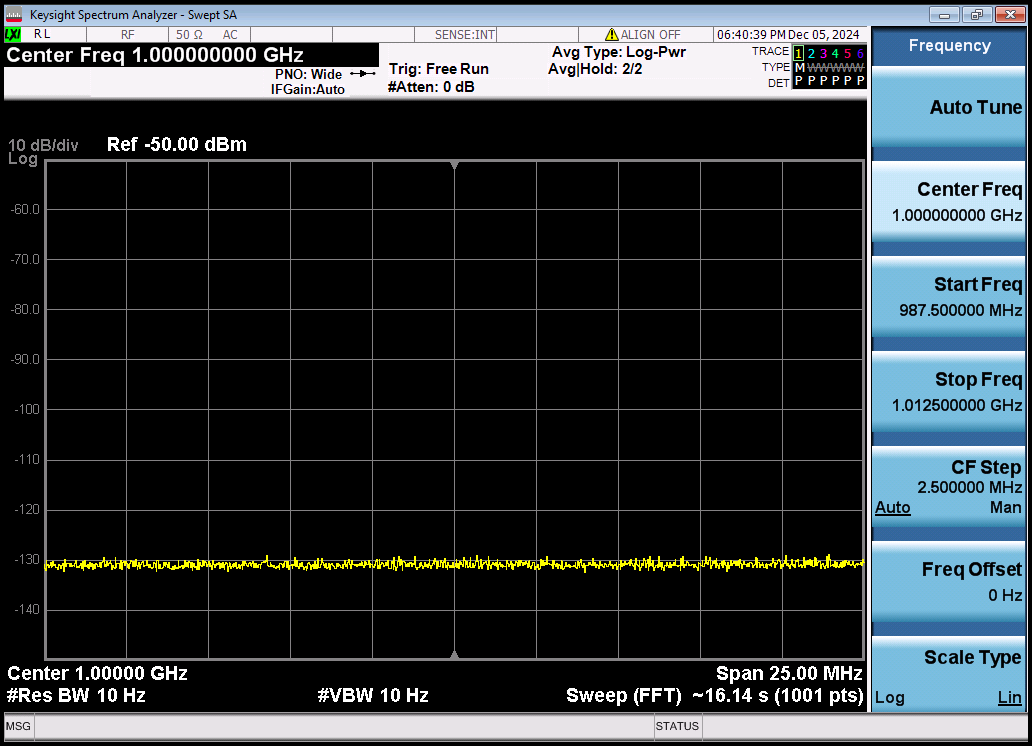 Keysight Spectrum Analyzer - Swept SA
LXI RL RF 50 Ω AC SENSE:INT ALIGN OFF 06:40:39 PM Dec 05, 2024
Center Freq 1.000000000 GHz
PNO: Wide
IFGain:Auto
Trig: Free Run
#Atten: 0 dB
Avg Type: Log-Pwr
Avg|Hold: 2/2
TRACE 1 2 3 4 5 6
TYPE M W W W W W
DET P P P P P P
10 dB/div
Log
Ref -50.00 dBm
-60.0
-70.0
-80.0
-90.0
-100
-110
-120
-130
-140
Center 1.00000 GHz
Span 25.00 MHz
#Res BW 10 Hz
#VBW 10 Hz
Sweep (FFT) ~16.14 s (1001 pts)
MSG
STATUS
Frequency
Auto Tune
Center Freq
1.000000000 GHz
Start Freq
987.500000 MHz
Stop Freq
1.012500000 GHz
CF Step
2.500000 MHz
Auto Man
Freq Offset
0 Hz
Scale Type
Log Lin